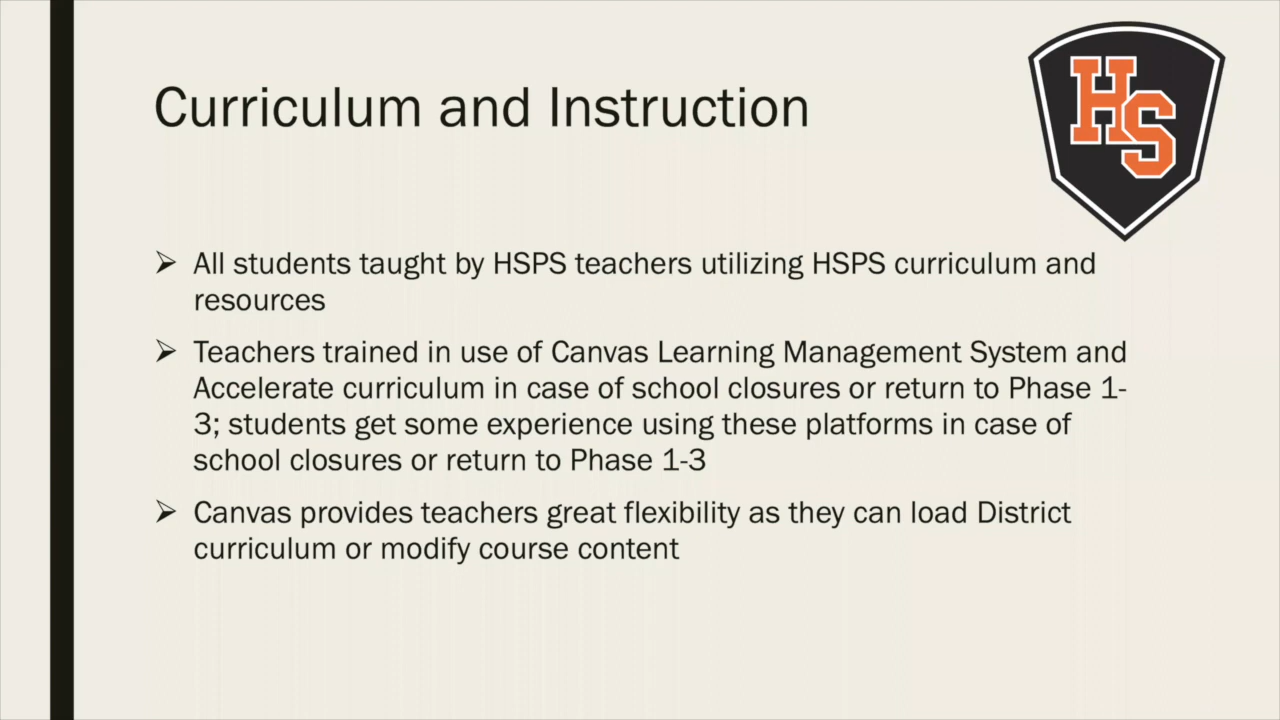 HS
Curriculum and Instruction
➢ All students taught by HSPS teachers utilizing HSPS curriculum and
resources
➢ Teachers trained in use of Canvas Learning Management System and
Accelerate curriculum in case of school closures or return to Phase 1-
3; students get some experience using these platforms in case of
school closures or return to Phase 1-3
➢ Canvas provides teachers great flexibility as they can load District
curriculum or modify course content